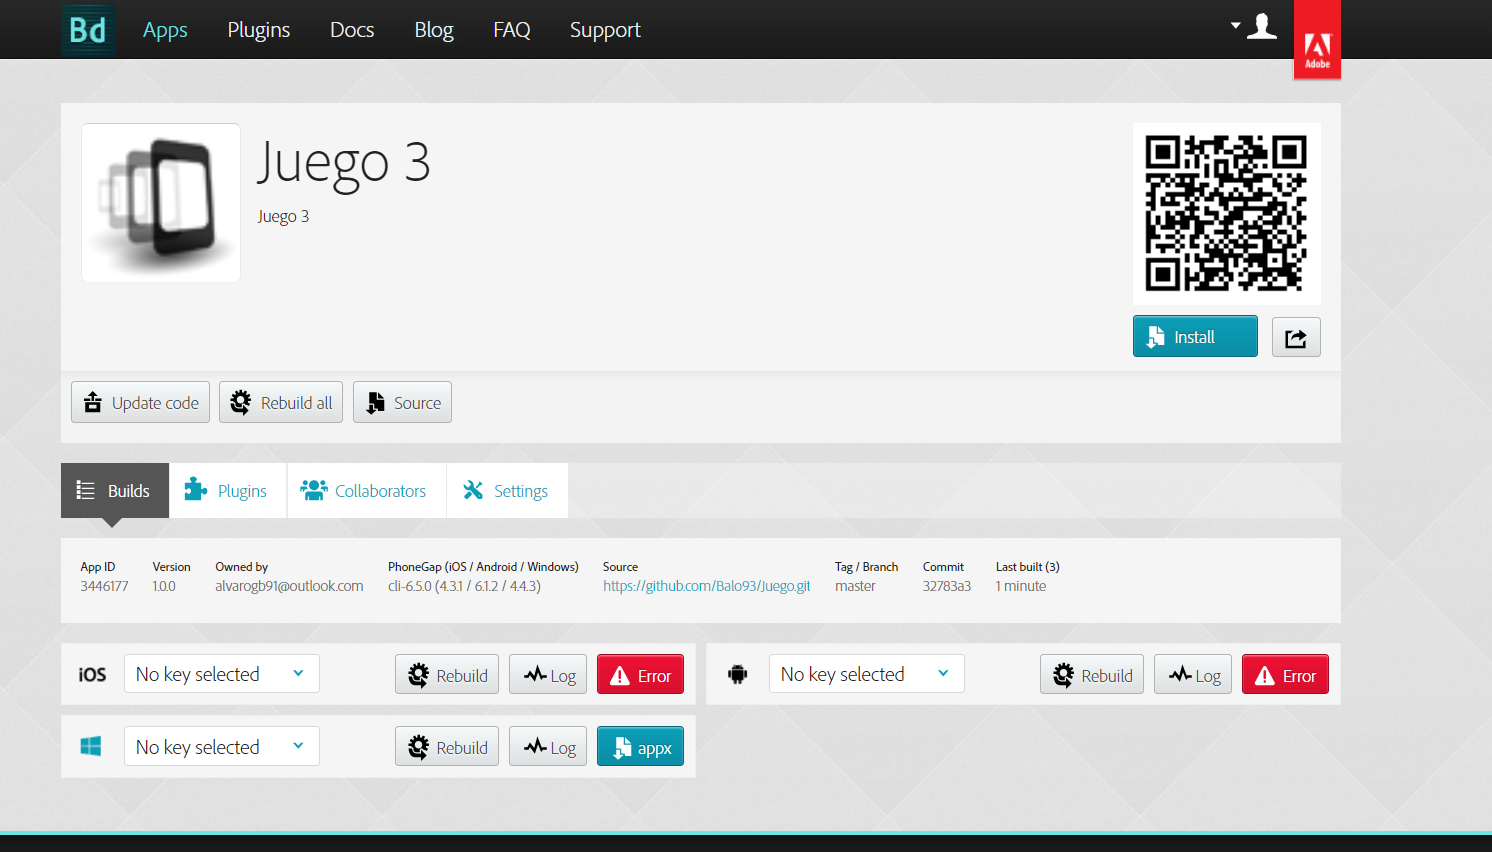 Bd Apps Plugins Docs Blog FAQ Support
Adobe
Juego 3
Juego 3
Install
Update code Rebuild all Source
Builds Plugins Collaborators Settings
App ID Version Owned by PhoneGap (iOS / Android / Windows) Source Tag / Branch Commit Last built (3)
3446177 1.0.0 alvarogb91@outlook.com cli-6.5.0 (4.3.1 / 6.1.2 / 4.4.3) https://github.com/Balo93/Juego.git master 32783a3 1 minute
iOS No key selected Rebuild Log Error No key selected Rebuild Log Error
No key selected Rebuild Log appx